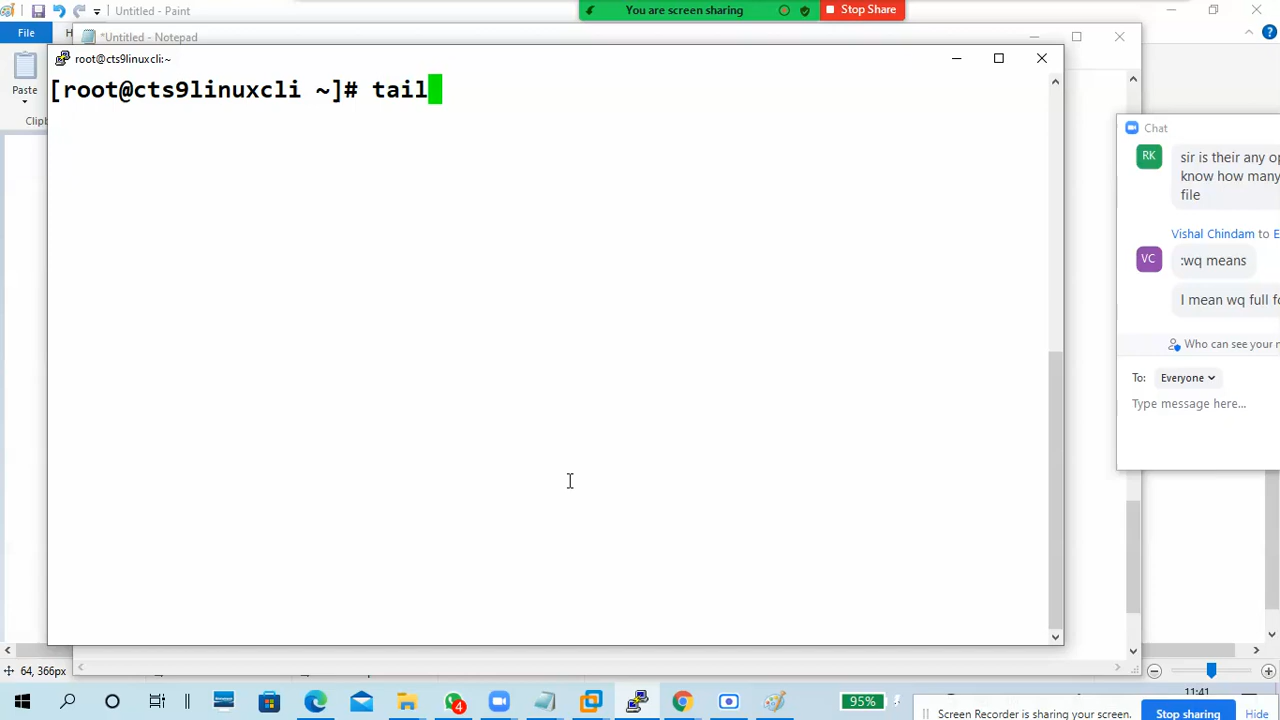 Untitled - Paint
You are screen sharing
Stop Share
File
*Untitled - Notepad
root@cts9linuxcli:~
[root@cts9linuxcli ~]# tail
Paste
Chat
RK
sir is their any
know how many
file
Vishal Chindam to
VC
:wq means
I mean wq full
Who can see your
To: Everyone
Type message here...
64, 366px
4
95%
11:41
Screen Recorder is sharing your screen.
Stop sharing
Hide